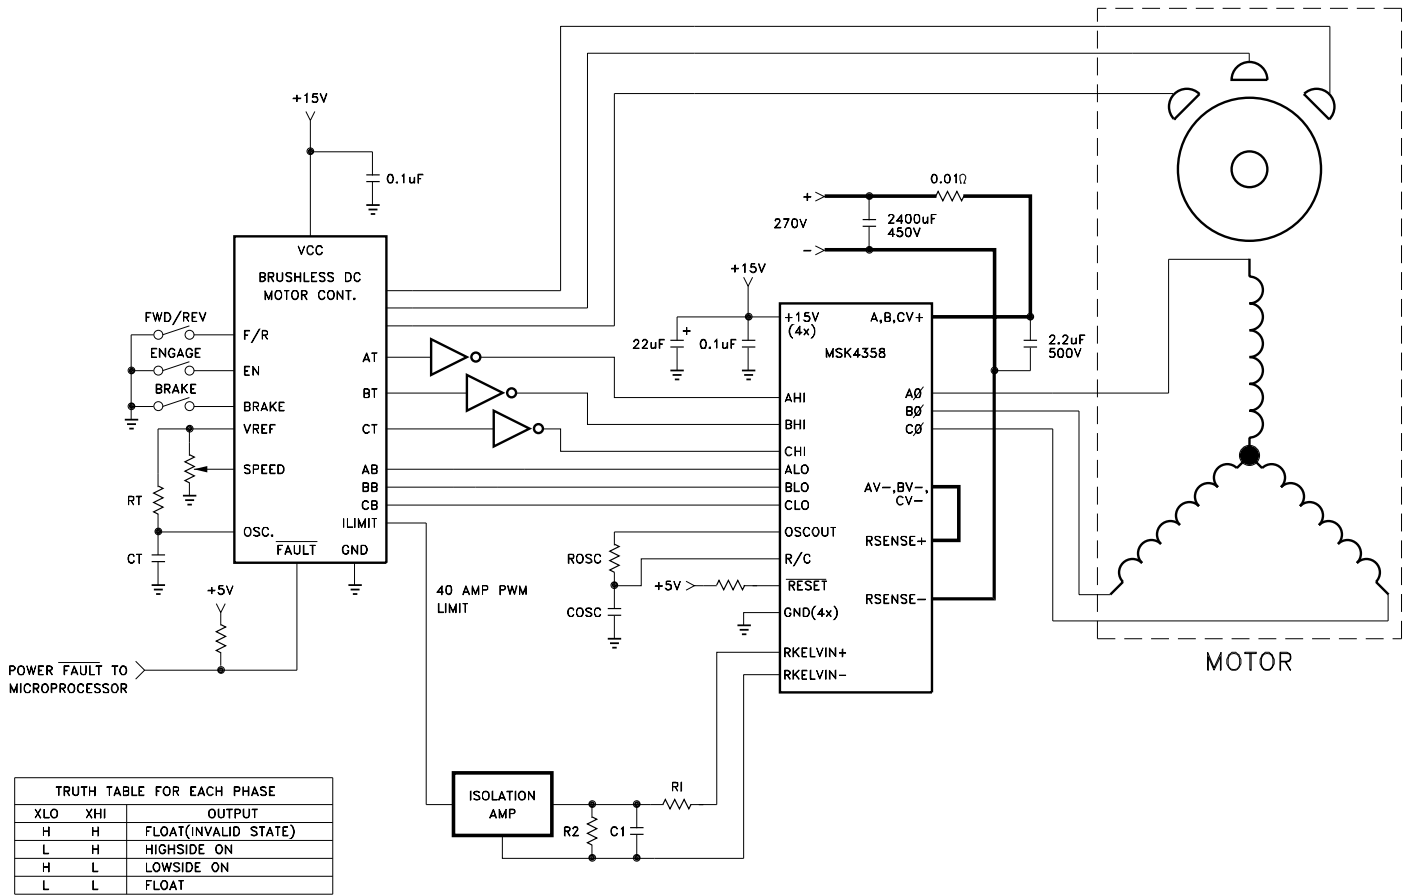 +15V
0.1uF
VCC
BRUSHLESS DC
MOTOR CONT.
FWD/REV
F/R
ENGAGE
EN
BRAKE
BRAKE
VREF
SPEED
RT
OSC.
CT
FAULT
GND
+5V
POWER FAULT TO
MICROPROCESSOR
AT
BT
CT
AB
BB
CB
ILIMIT
40 AMP PWM
LIMIT
+
270V
-
0.01Ω
2400uF
450V
+15V
+
22uF
0.1uF
+15V
(4x)
A,B,CV+
MSK4358
2.2uF
500V
AHI
BHI
CHI
ALO
BLO
CLO
OSCOUT
R/C
RESET
GND(4x)
RKELVIN+
RKELVIN-
AØ
BØ
CØ
AV-,BV-,
CV-
RSENSE+
RSENSE-
ROSC
COSC
+5V
MOTOR
ISOLATION
AMP
R1
R2
C1
TRUTH TABLE FOR EACH PHASE
XLO XHI OUTPUT
H H FLOAT(INVALID STATE)
L H HIGHSIDE ON
H L LOWSIDE ON
L L FLOAT